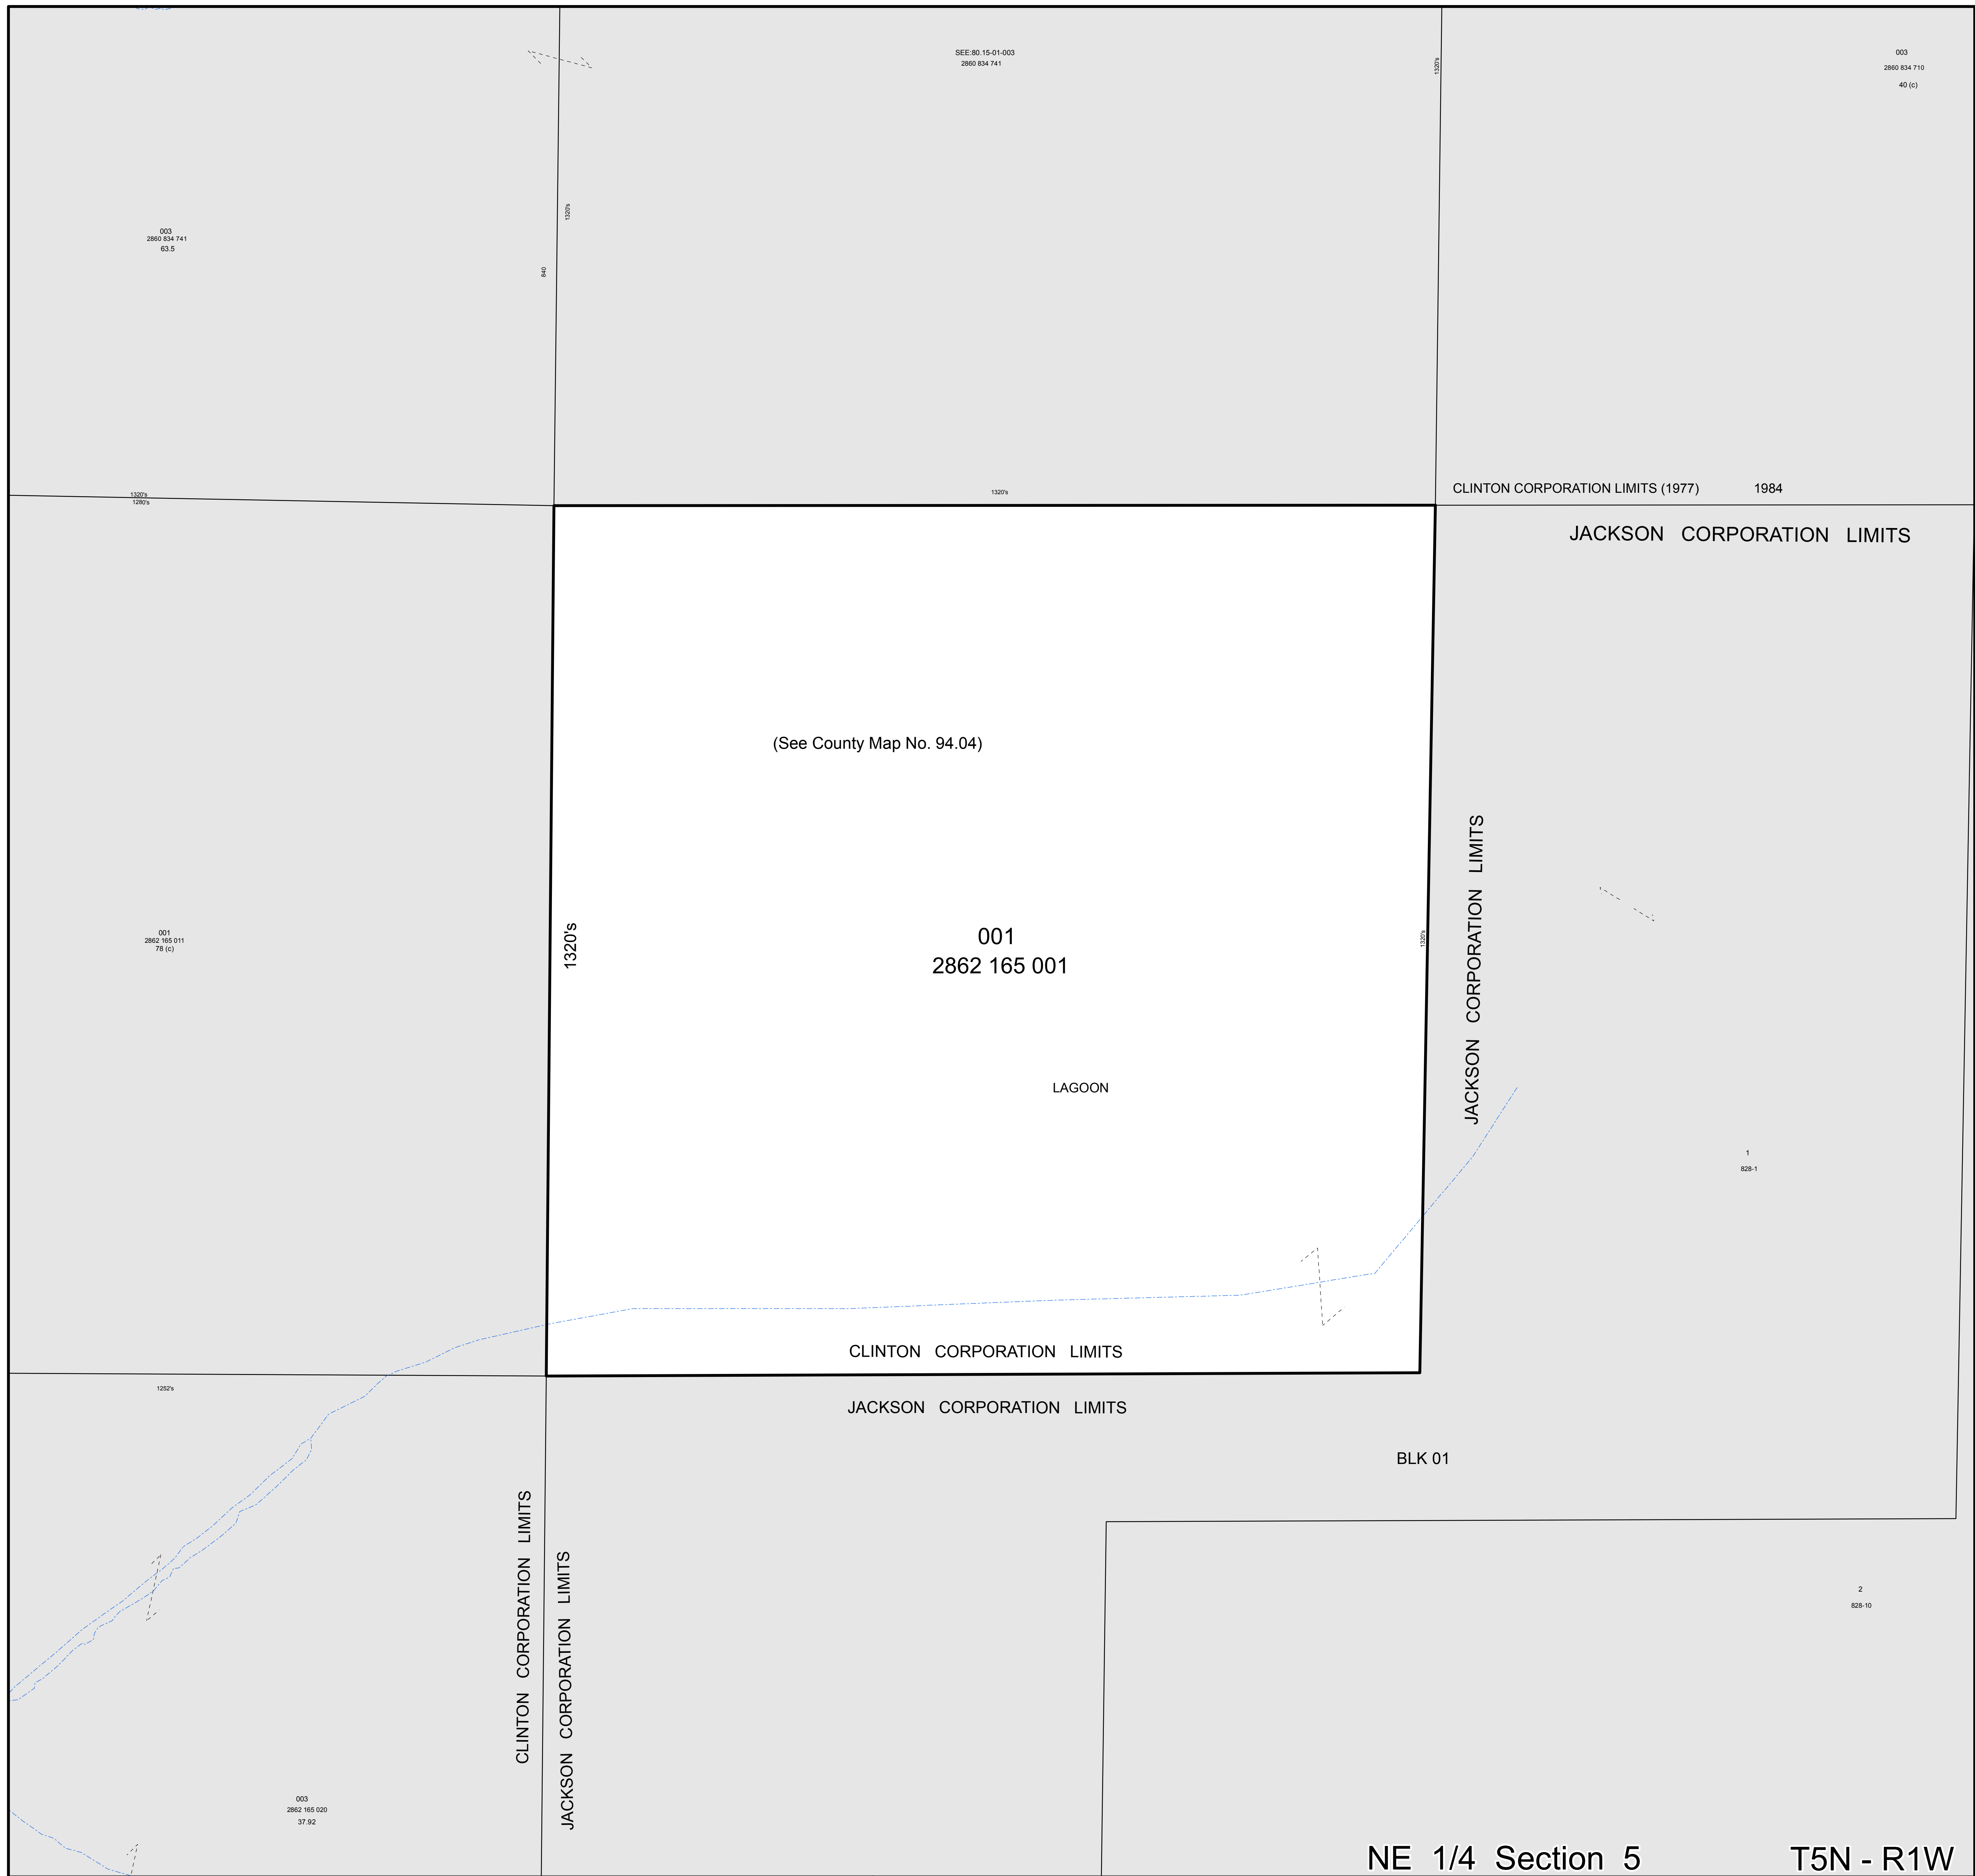 SEE:80.15-01-003
2860 834 741
003
2860 834 710
40 (c)
1320's
1320's
003
2860 834 741
63.5
840
1320's
1280's
1320's
CLINTON CORPORATION LIMITS (1977) 1984
JACKSON CORPORATION LIMITS
(See County Map No. 94.04)
001
2862 165 011
78 (c)
1320's
001
2862 165 001
1320's
JACKSON CORPORATION LIMITS
LAGOON
1
828-1
CLINTON CORPORATION LIMITS
1252's
JACKSON CORPORATION LIMITS
BLK 01
CLINTON CORPORATION LIMITS
JACKSON CORPORATION LIMITS
2
828-10
003
2862 165 020
37.92
NE 1/4 Section 5
T5N - R1W